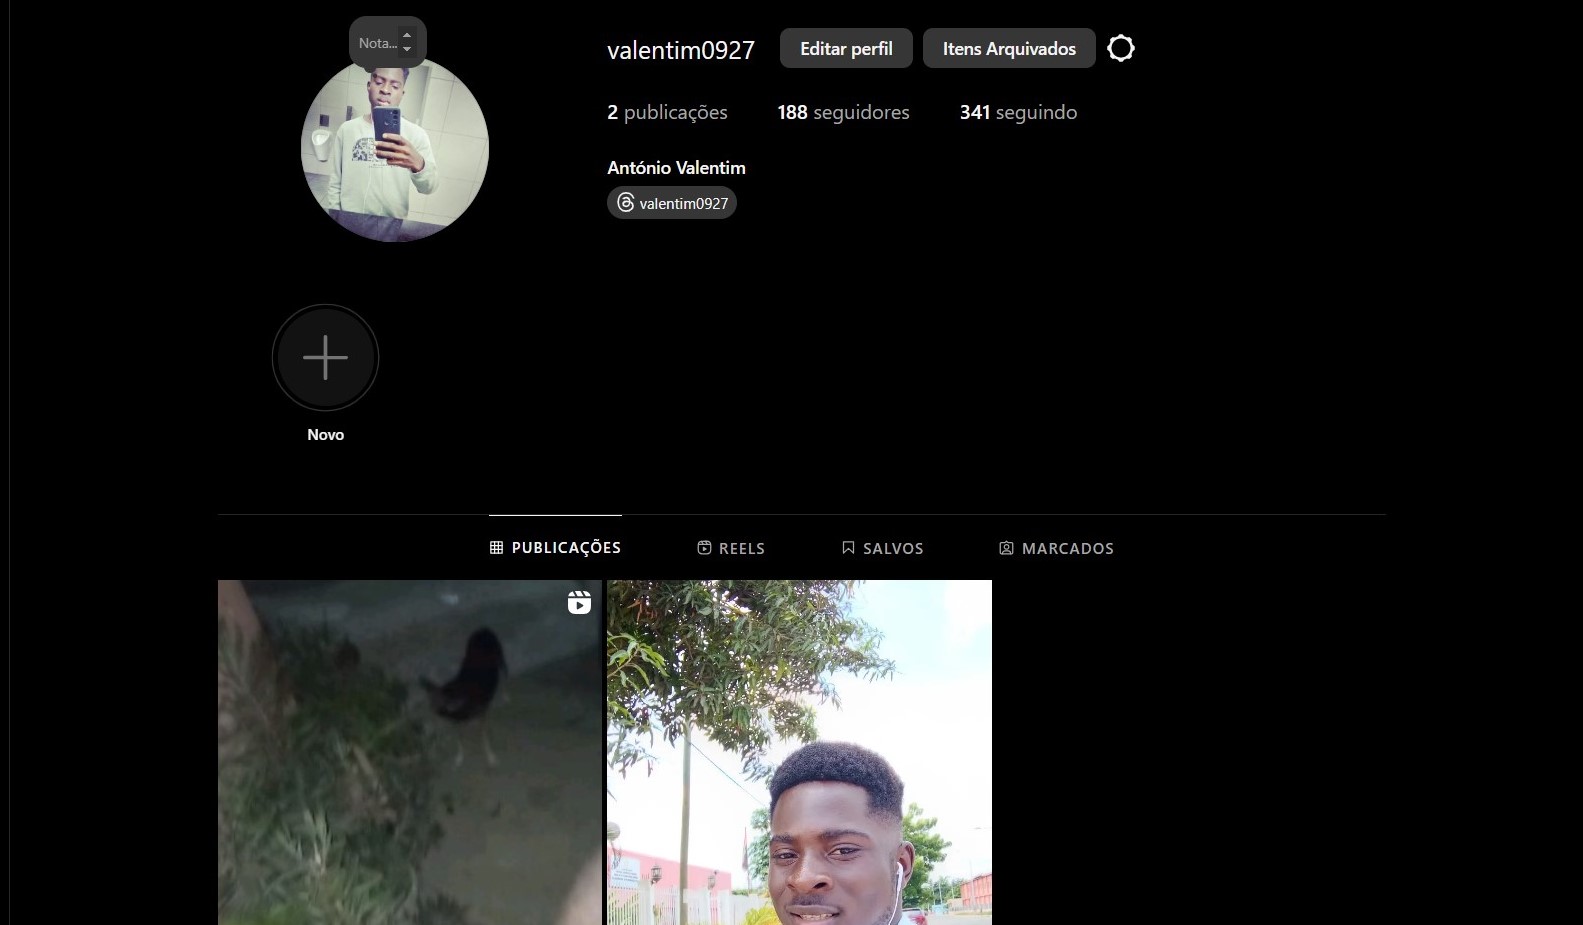 Nota...
valentim0927
Editar perfil
Itens Arquivados
2 publicações
188 seguidores
341 seguindo
António Valentim
valentim0927
Novo
PUBLICAÇÕES
REELS
SALVOS
MARCADOS